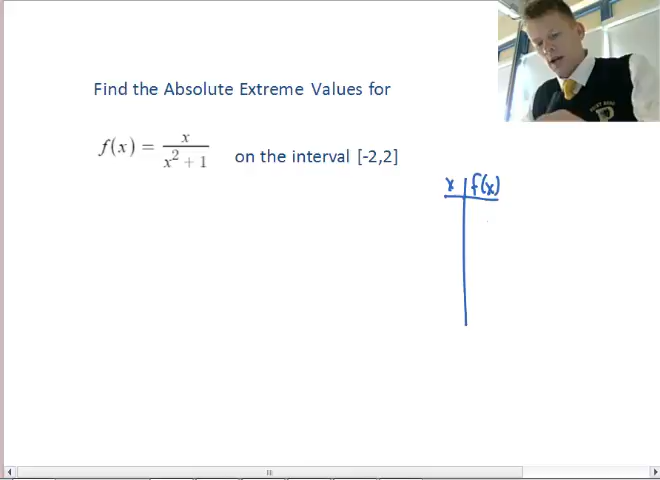 Find the Absolute Extreme Values for
f(x) = x / x² + 1 on the interval [-2,2]
x f(x)